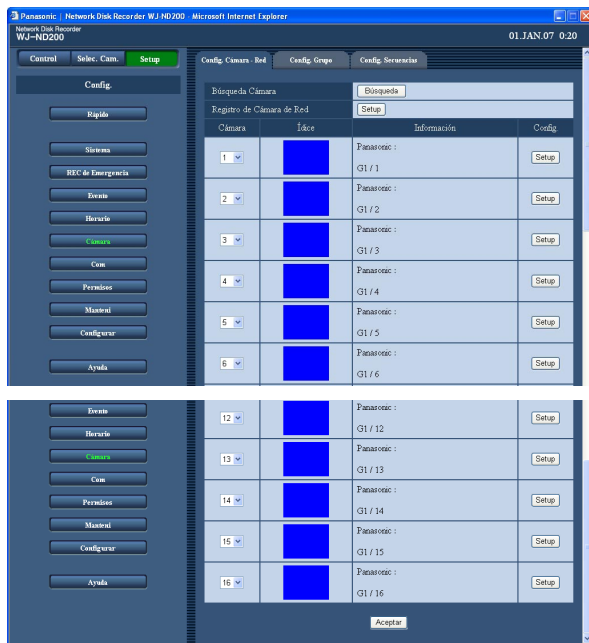 Panasonic | Network Disk Recorder WJ-ND200 - Microsoft Internet Explorer
Network Disk Recorder
WJ-ND200
01.JAN.07 0:20
Control Selec. Cam. Setup
Config. Cámara - Red Config. Grupo Config. Secuencias
Config.
Rápido
Sistema
REC de Emergencia
Evento
Horario
Cámara
Com
Permisos
Manteni
Configurar
Ayuda
Búsqueda Cámara Búsqueda
Registro de Cámara de Red Setup
Cámara Ídice Información Config.
1 Panasonic : Setup
G1 / 1
2 Panasonic : Setup
G1 / 2
3 Panasonic : Setup
G1 / 3
4 Panasonic : Setup
G1 / 4
5 Panasonic : Setup
G1 / 5
6 Panasonic : Setup
G1 / 6
Evento
Horario
Cámara
Com
Permisos
Manteni
Configurar
Ayuda
12 Panasonic : Setup
G1 / 12
13 Panasonic : Setup
G1 / 13
14 Panasonic : Setup
G1 / 14
15 Panasonic : Setup
G1 / 15
16 Panasonic : Setup
G1 / 16
Aceptar